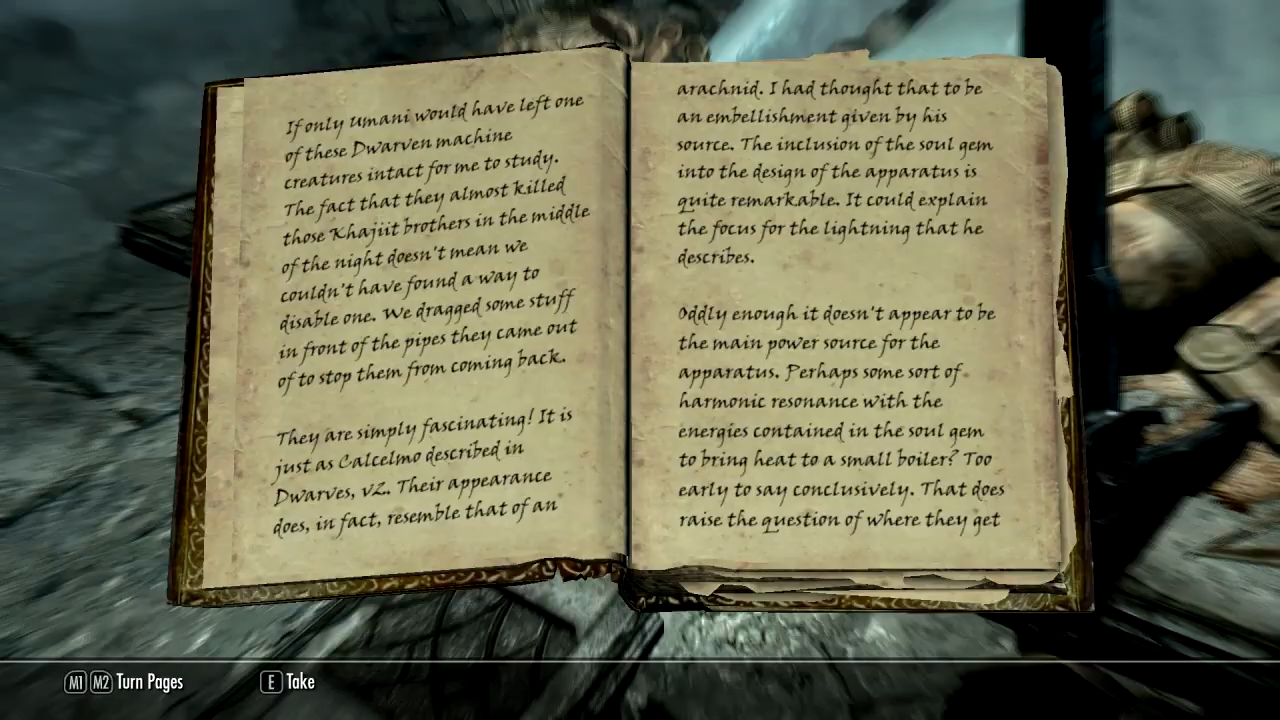 If only Umani would have left one
of these Dwarven machine
creatures intact for me to study.
The fact that they almost killed
those Khajiit brothers in the middle
of the night doesn't mean we
couldn't have found a way to
disable one. We dragged some stuff
in front of the pipes they came out
of to stop them from coming back.
They are simply fascinating! It is
just as Calcelmo described in
Dwarves, v2. Their appearance
does, in fact, resemble that of an
arachnid. I had thought that to be
an embellishment given by his
source. The inclusion of the soul gem
into the design of the apparatus is
quite remarkable. It could explain
the focus for the lightning that he
describes.
Oddly enough it doesn't appear to be
the main power source for the
apparatus. Perhaps some sort of
harmonic resonance with the
energies contained in the soul gem
to bring heat to a small boiler? Too
early to say conclusively. That does
raise the question of where they get
M1 M2 Turn Pages E Take